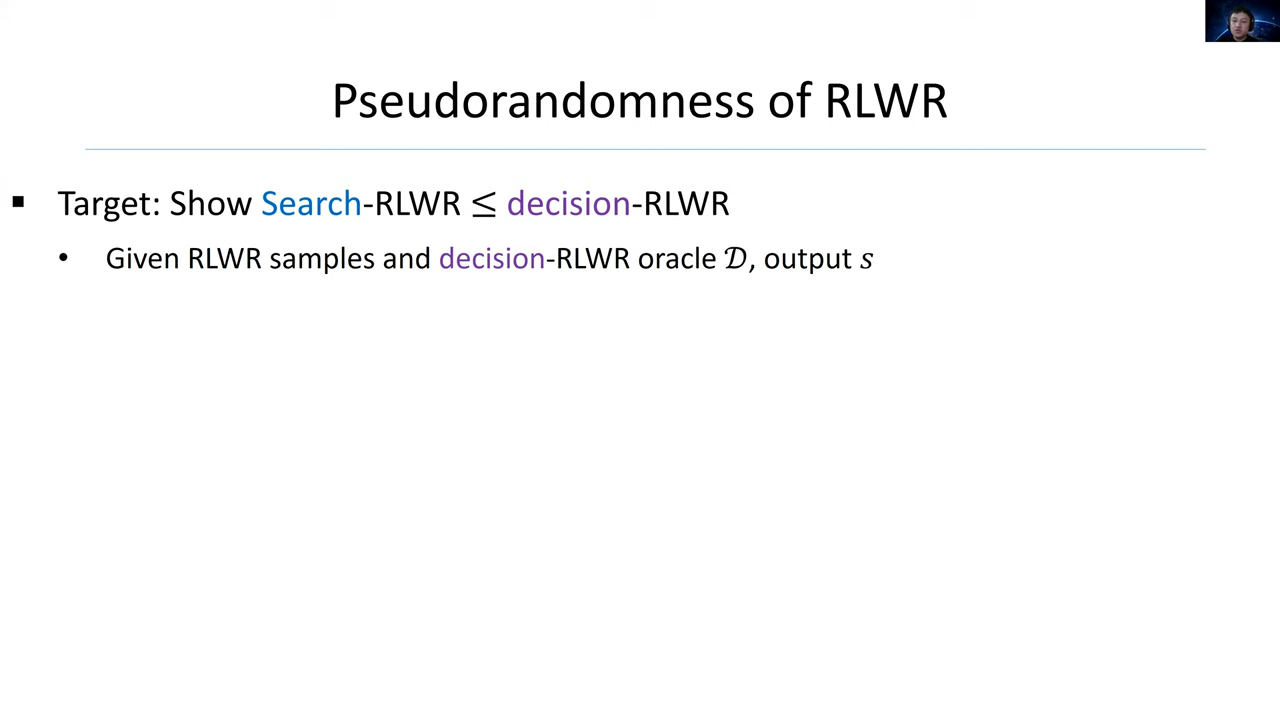 Pseudorandomness of RLWR
▪ Target: Show Search-RLWR ≤ decision-RLWR
• Given RLWR samples and decision-RLWR oracle 𝒟, output 𝑠